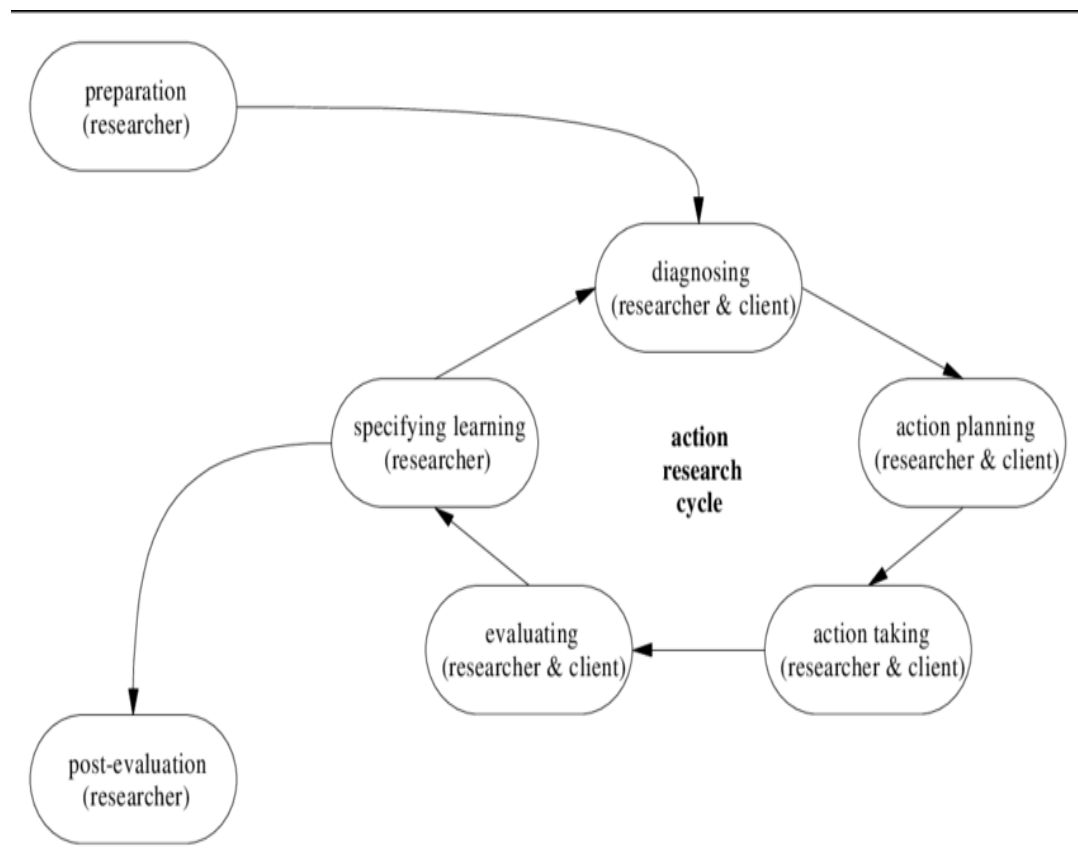 preparation
(researcher)
diagnosing
(researcher & client)
specifying learning
(researcher)
action
research
cycle
action planning
(researcher & client)
evaluating
(researcher & client)
action taking
(researcher & client)
post-evaluation
(researcher)